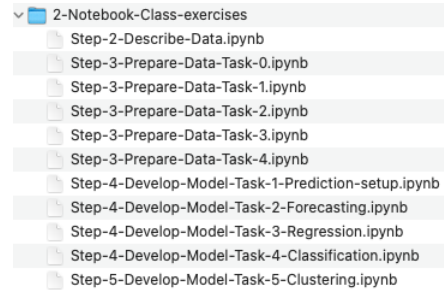 2-Notebook-Class-exercises
Step-2-Describe-Data.ipynb
Step-3-Prepare-Data-Task-0.ipynb
Step-3-Prepare-Data-Task-1.ipynb
Step-3-Prepare-Data-Task-2.ipynb
Step-3-Prepare-Data-Task-3.ipynb
Step-3-Prepare-Data-Task-4.ipynb
Step-4-Develop-Model-Task-1-Prediction-setup.ipynb
Step-4-Develop-Model-Task-2-Forecasting.ipynb
Step-4-Develop-Model-Task-3-Regression.ipynb
Step-4-Develop-Model-Task-4-Classification.ipynb
Step-5-Develop-Model-Task-5-Clustering.ipynb